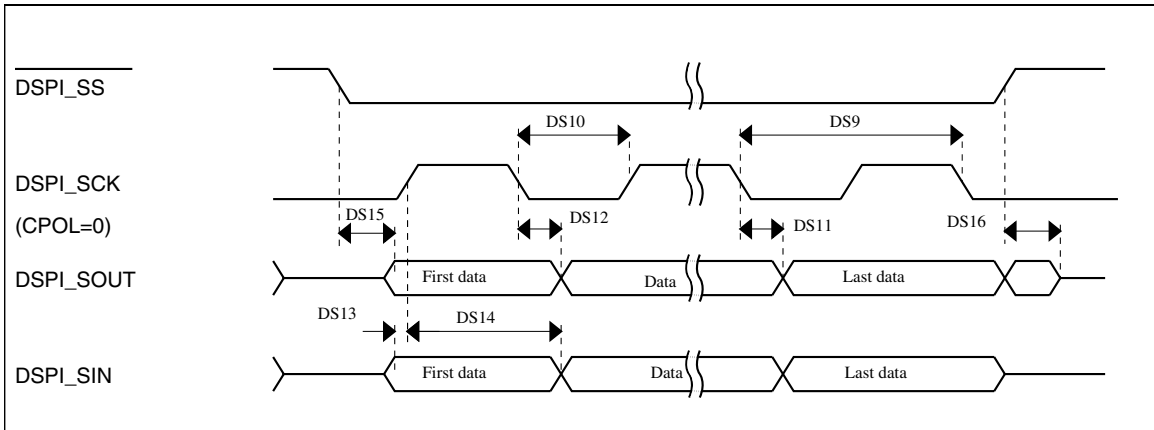 DSPI_SS
DS10
DS9
DSPI_SCK
(CPOL=0)
DS15
DS12
DS11
DS16
DSPI_SOUT
First data
Data
Last data
DS13
DS14
DSPI_SIN
First data
Data
Last data